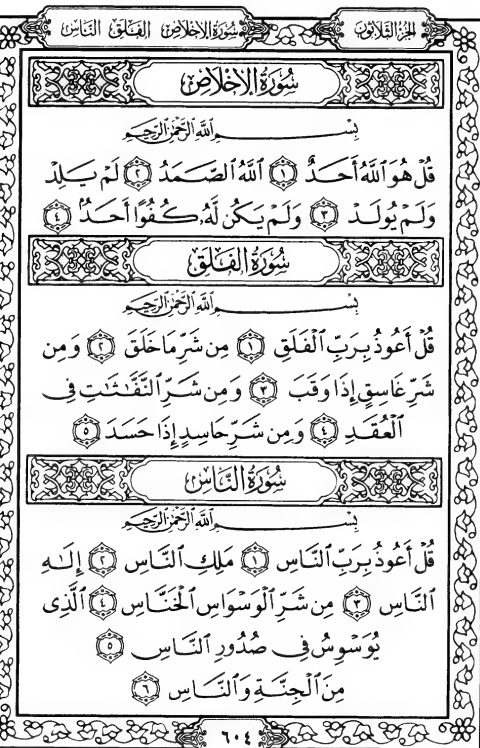 الجزء الثلاثون
سورة الإخلاص الفلق الناس
سُورَةُ الإِخْلَاصِ
بِسْمِ اللَّهِ الرَّحْمَٰنِ الرَّحِيمِ
قُلْ هُوَ ٱللَّهُ أَحَدٌ ١ ٱللَّهُ ٱلصَّمَدُ ٢ لَمْ يَلِدْ
وَلَمْ يُولَدْ ٣ وَلَمْ يَكُن لَّهُۥ كُفُوًا أَحَدٌۢ ٤
سُورَةُ الفَلَقِ
بِسْمِ اللَّهِ الرَّحْمَٰنِ الرَّحِيمِ
قُلْ أَعُوذُ بِرَبِّ ٱلْفَلَقِ ١ مِن شَرِّ مَا خَلَقَ ٢ وَمِن
شَرِّ غَاسِقٍ إِذَا وَقَبَ ٣ وَمِن شَرِّ ٱلنَّفَّٰثَٰتِ فِى
ٱلْعُقَدِ ٤ وَمِن شَرِّ حَاسِدٍ إِذَا حَسَدَ ٥
سُورَةُ النَّاسِ
بِسْمِ اللَّهِ الرَّحْمَٰنِ الرَّحِيمِ
قُلْ أَعُوذُ بِرَبِّ ٱلنَّاسِ ١ مَلِكِ ٱلنَّاسِ ٢ إِلَٰهِ
ٱلنَّاسِ ٣ مِن شَرِّ ٱلْوَسْوَاسِ ٱلْخَنَّاسِ ٤ ٱلَّذِى
يُوَسْوِسُ فِى صُدُورِ ٱلنَّاسِ ٥
مِنَ ٱلْجِنَّةِ وَٱلنَّاسِ ٦
٦٠٤